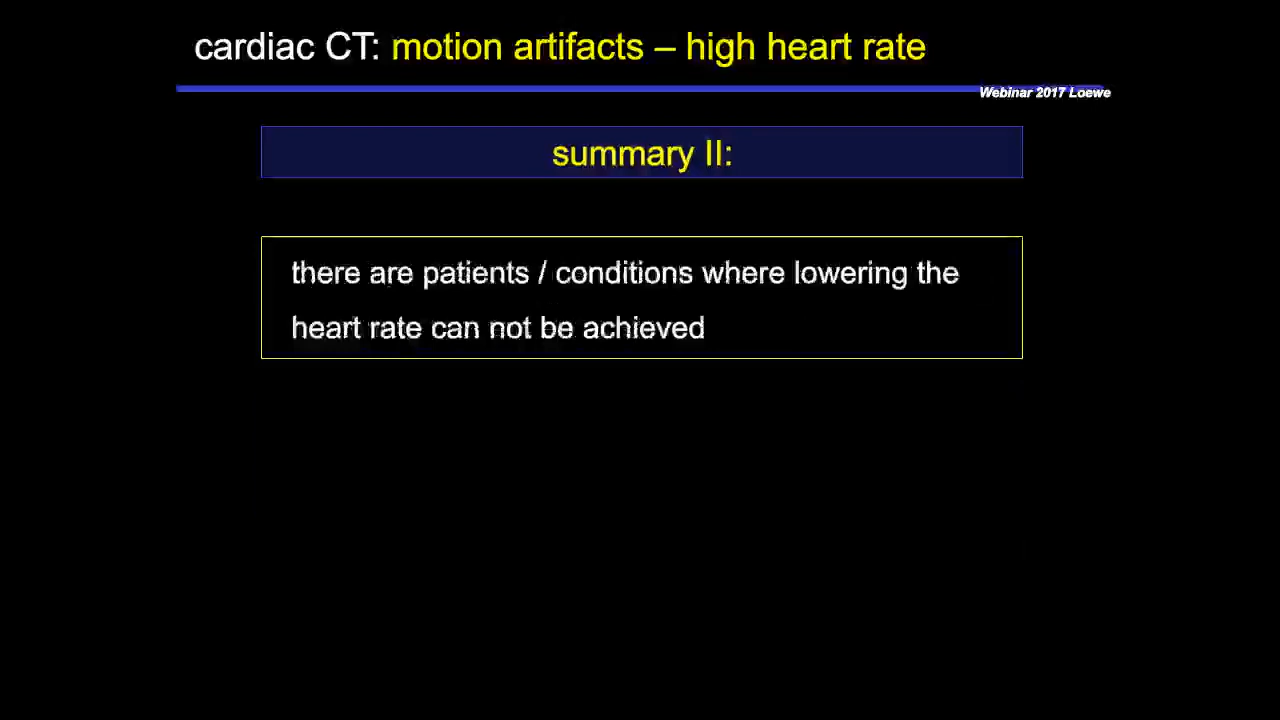 cardiac CT: motion artifacts – high heart rate
Webinar 2017 Loewe
summary II:
there are patients / conditions where lowering the
heart rate can not be achieved